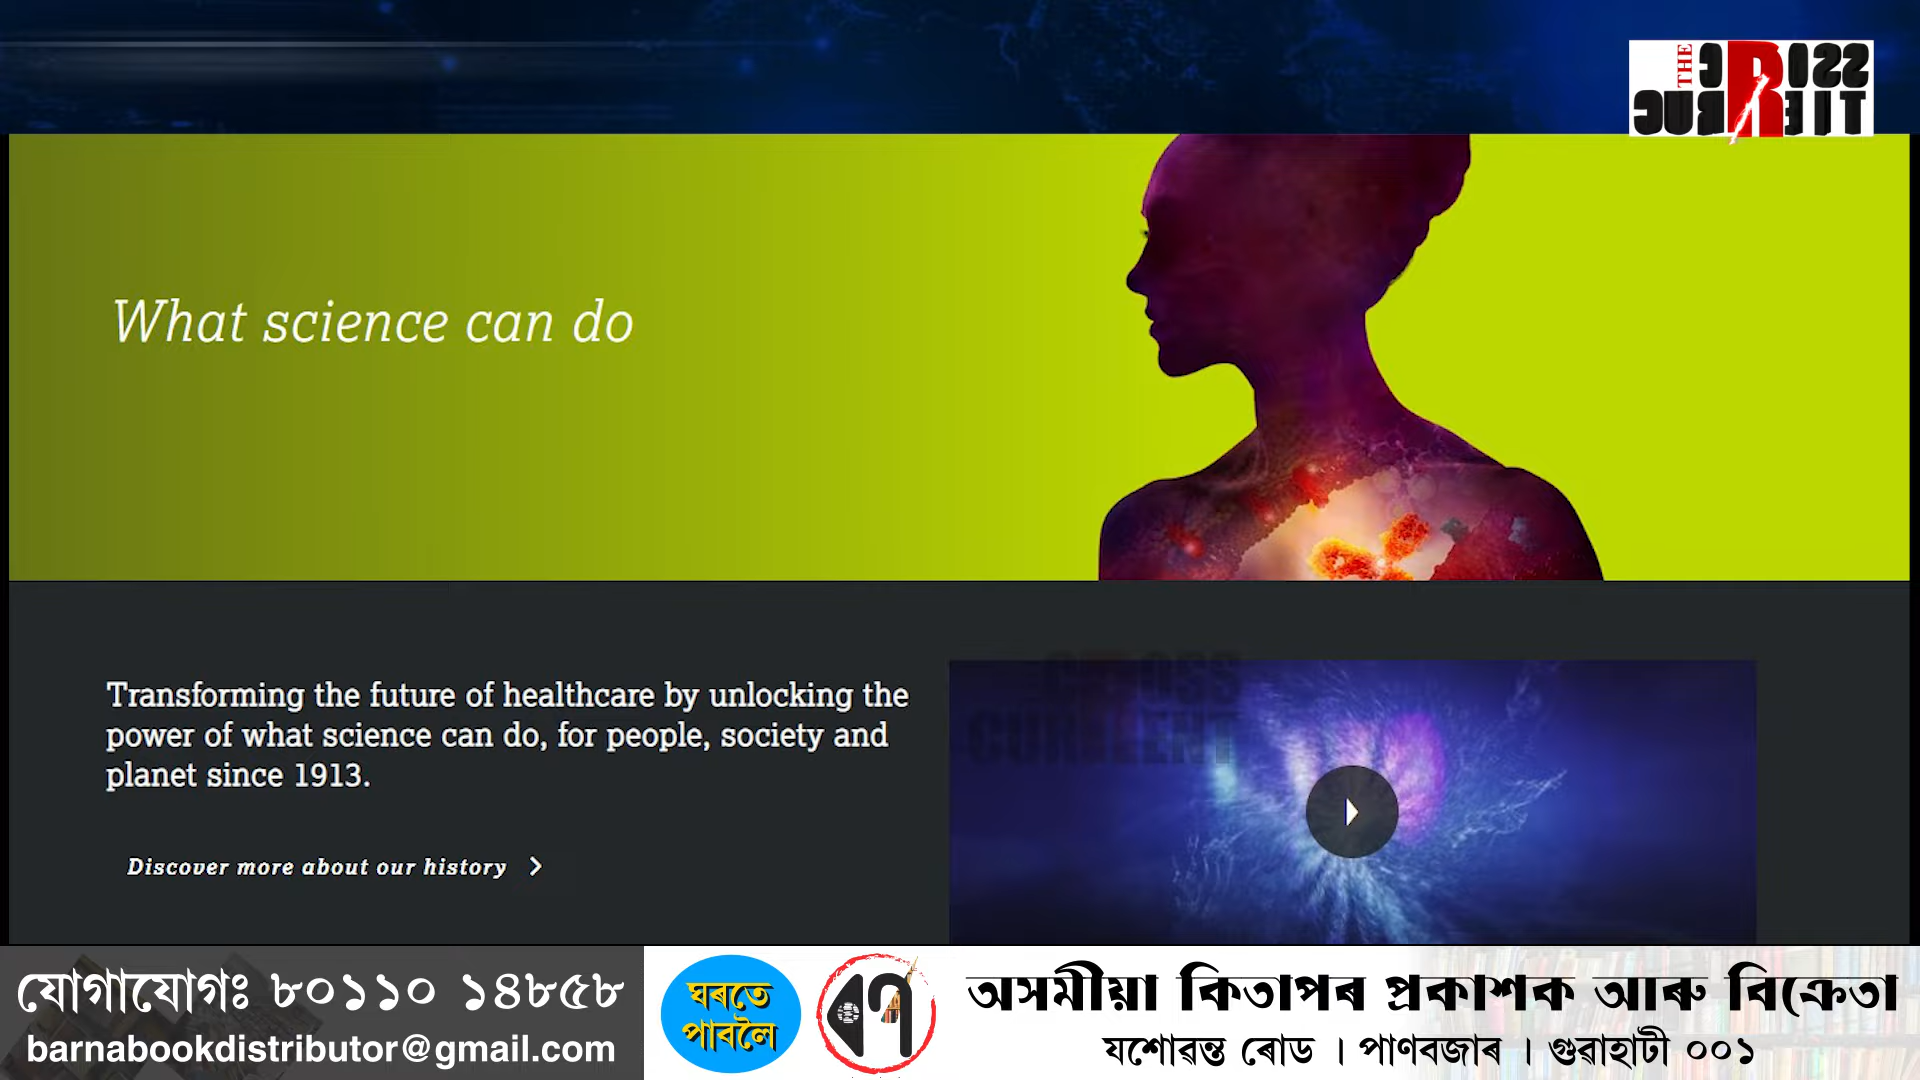 THE CROSS
CURRENT
What science can do
Transforming the future of healthcare by unlocking the
power of what science can do, for people, society and
planet since 1913.
Discover more about our history
CROSS
CURRENT
যোগাযোগঃ ৮০১১০ ১৪৮৫৮
barnabookdistributor@gmail.com
ঘৰতে
পাবলৈ
অসমীয়া কিতাপৰ প্ৰকাশক আৰু বিক্ৰেতা
যশোৱন্ত ৰোড । পাণবজাৰ । গুৱাহাটী ০০১